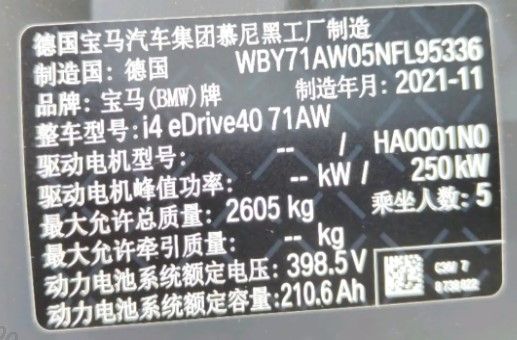 德国宝马汽车集团慕尼黑工厂制造
制造国：德国 WBY71AW05NFL95336
品牌：宝马(BMW)牌 制造年月：2021-11
整车型号：i4 eDrive40 71AW
驱动电机型号： -- / HA0001N0
驱动电机峰值功率： -- kW / 250kW
最大允许总质量：2605 kg 乘坐人数：5
最大允许牵引质量： -- kg
动力电池系统额定电压：398.5V
动力电池系统额定容量：210.6Ah